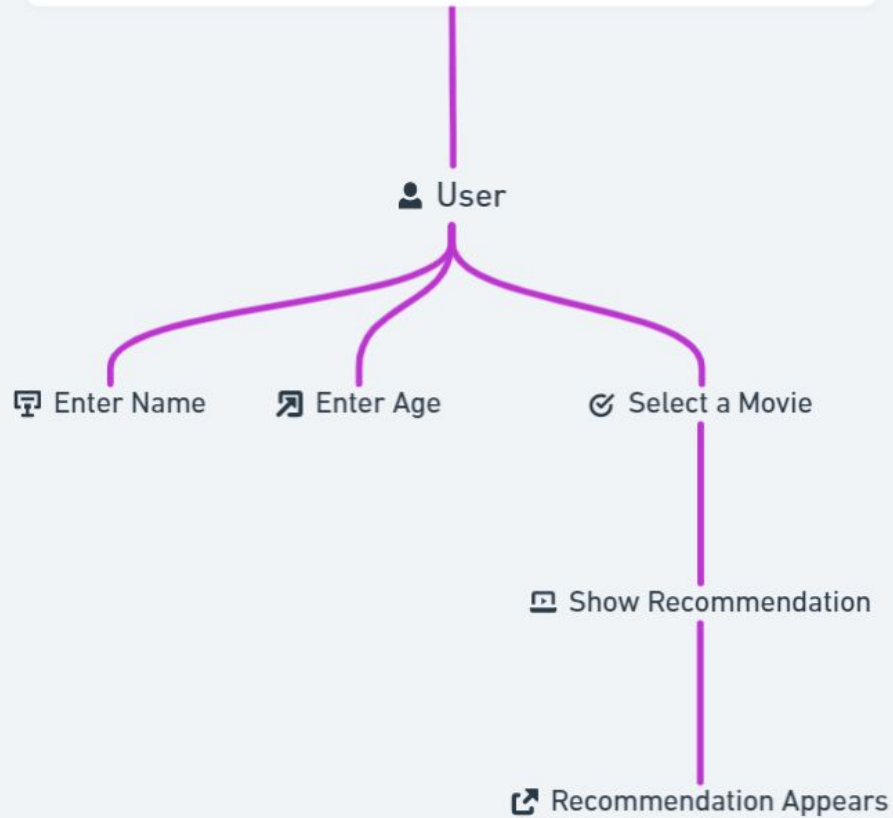 User
Enter Name
Enter Age
Select a Movie
Show Recommendation
Recommendation Appears